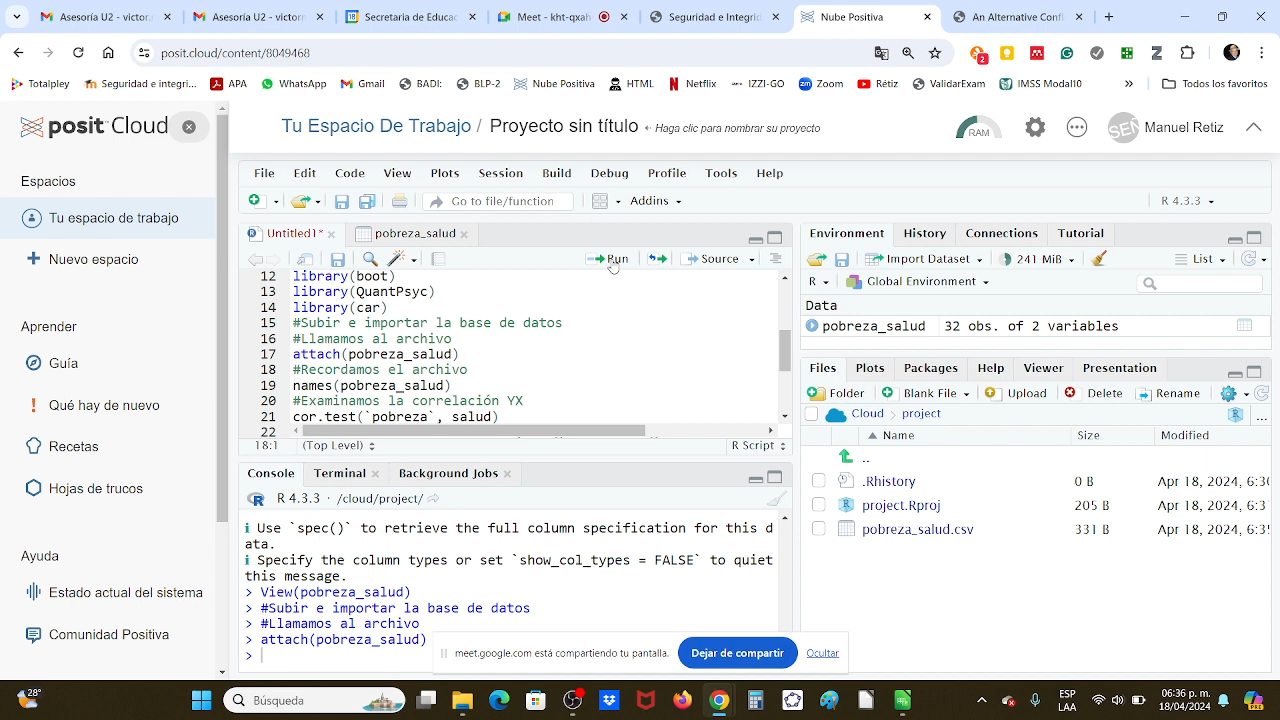 Asesoría U2 - victorm
Asesoría U2 - victorn
Secretaria de Educac
Meet - kht-qxah
Seguridad e Integrio
Nube Positiva
An Alternative Confl
posit.cloud/content/8049468
2
Totalpley
Seguridad e integri...
APA
WhatsApp
Gmail
BADI:
BLP-2
Nube Positiva
HTML
Netflix
IZZI-GO
Zoom
Rétiz
ValidarExam
IMSS Modal10
»
Todos los favoritos
posit Cloud
Tu Espacio De Trabajo / Proyecto sin título
Haga clic para nombrar su proyecto
RAM
SEÑ
Manuel Retiz
Espacios
Tu espacio de trabajo
Nuevo espacio
Aprender
Guía
Qué hay de nuevo
Recetas
Hojas de trucos
Ayuda
Estado actual del sistema
Comunidad Positiva
File Edit Code View Plots Session Build Debug Profile Tools Help
Go to file/function
Addins
R 4.3.3
Untitled1*
pobreza_salud
Run
Source
12 library(boot)
13 library(QuantPsyc)
14 library(car)
15 #Subir e importar la base de datos
16 #Llamamos al archivo
17 attach(pobreza_salud)
18 #Recordamos el archivo
19 names(pobreza_salud)
20 #Examinamos la correlación YX
21 cor.test(`pobreza`, salud)
22
18:1
(Top Level)
R Script
Console
Terminal
Background Jobs
R 4.3.3 · /cloud/project/
i Use `spec()` to retrieve the full column specification for this d
ata.
i Specify the column types or set `show_col_types = FALSE` to quiet
this message.
> View(pobreza_salud)
> #Subir e importar la base de datos
> #Llamamos al archivo
> attach(pobreza_salud)
>
Environment
History
Connections
Tutorial
Import Dataset
241 MiB
List
R
Global Environment
Data
pobreza_salud 32 obs. of 2 variables
Files
Plots
Packages
Help
Viewer
Presentation
Folder
Blank File
Upload
Delete
Rename
Cloud
project
Name
Size
Modified
..
.Rhistory 0 B Apr 18, 2024, 6:30
project.Rproj 205 B Apr 18, 2024, 6:3
pobreza_salud.csv 331 B Apr 18, 2024, 6:3
meet.google.com está compartiendo tu pantalla.
Dejar de compartir
Ocultar
28°
Búsqueda
ESP
LAA
06:36 p. m.
18/04/2024